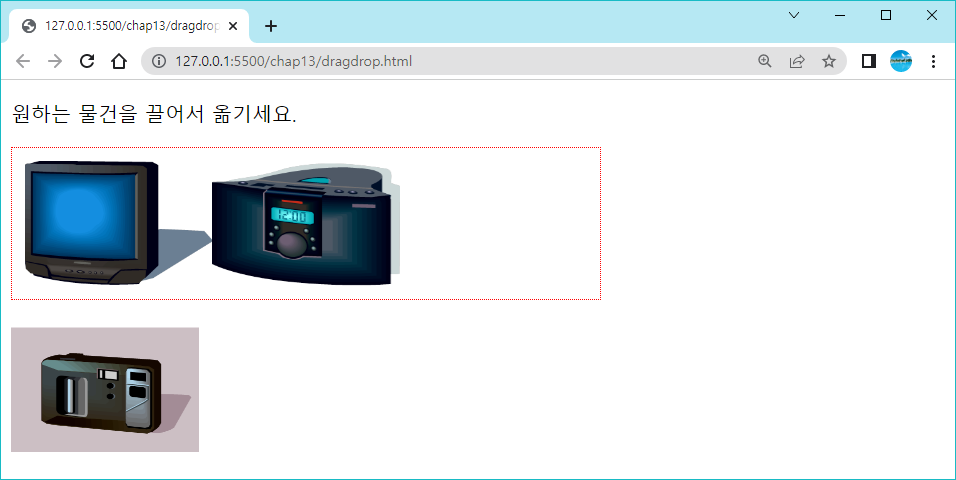 127.0.0.1:5500/chap13/dragdrop
127.0.0.1:5500/chap13/dragdrop.html
원하는 물건을 끌어서 옮기세요.
12:00